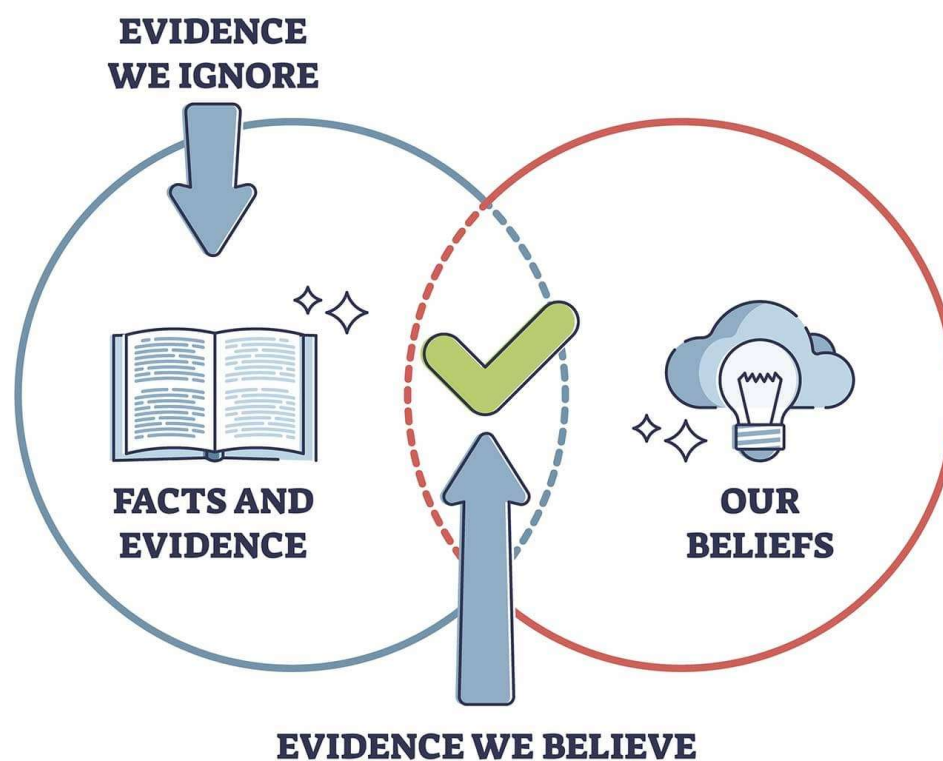 EVIDENCE
WE IGNORE
FACTS AND
EVIDENCE
OUR
BELIEFS
EVIDENCE WE BELIEVE